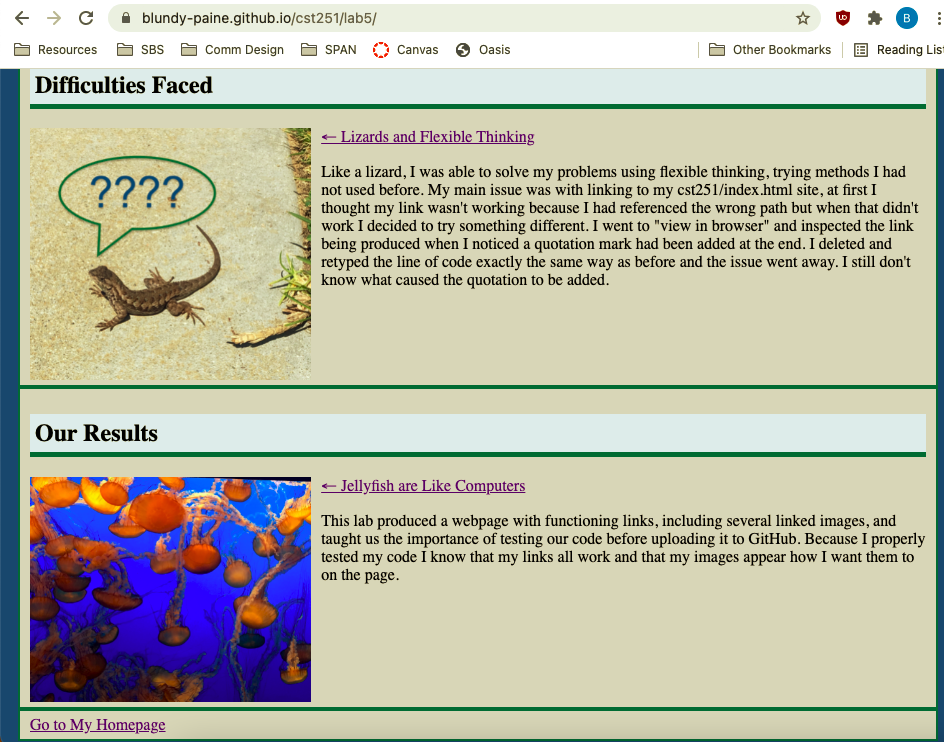 blundy-paine.github.io/cst251/lab5/
B
Resources SBS Comm Design SPAN Canvas Oasis Other Bookmarks Reading List
Difficulties Faced
????
← Lizards and Flexible Thinking
Like a lizard, I was able to solve my problems using flexible thinking, trying methods I had
not used before. My main issue was with linking to my cst251/index.html site, at first I
thought my link wasn't working because I had referenced the wrong path but when that didn't
work I decided to try something different. I went to "view in browser" and inspected the link
being produced when I noticed a quotation mark had been added at the end. I deleted and
retyped the line of code exactly the same way as before and the issue went away. I still don't
know what caused the quotation to be added.
Our Results
← Jellyfish are Like Computers
This lab produced a webpage with functioning links, including several linked images, and
taught us the importance of testing our code before uploading it to GitHub. Because I properly
tested my code I know that my links all work and that my images appear how I want them to
on the page.
Go to My Homepage